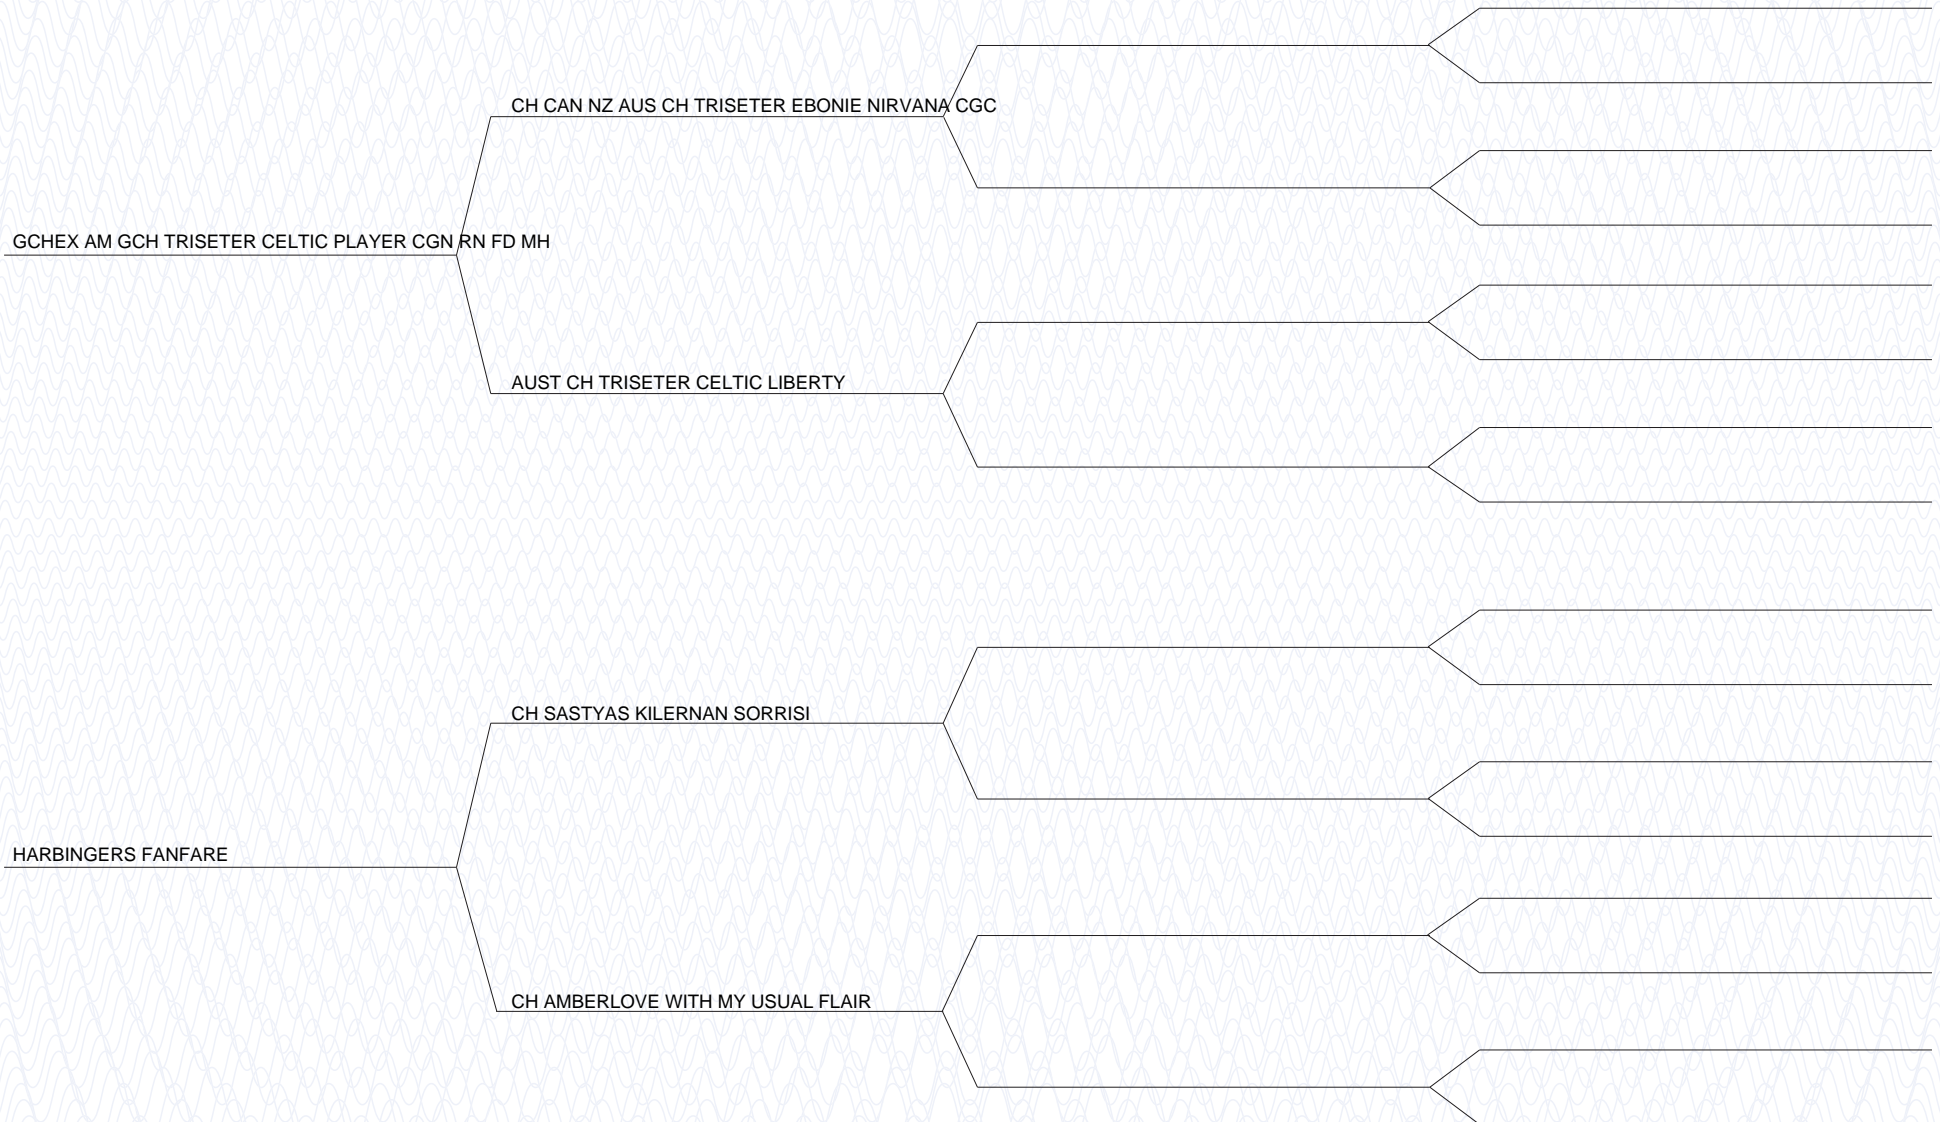 CH CAN NZ AUS CH TRISETER EBONIE NIRVANA CGC
GCHEX AM GCH TRISETER CELTIC PLAYER CGN RN FD MH
AUST CH TRISETER CELTIC LIBERTY
CH SASTYAS KILERNAN SORRISI
HARBINGERS FANFARE
CH AMBERLOVE WITH MY USUAL FLAIR